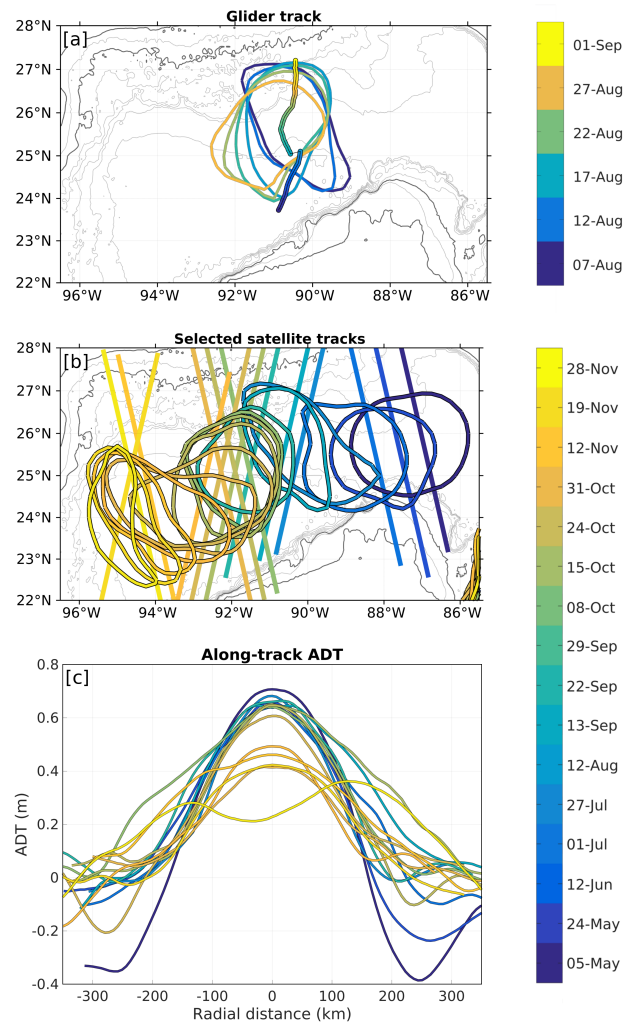 Glider track
[a]
28°N
27°N
26°N
25°N
24°N
23°N
22°N
96°W
94°W
92°W
90°W
88°W
86°W
01-Sep
27-Aug
22-Aug
17-Aug
12-Aug
07-Aug
Selected satellite tracks
[b]
28°N
27°N
26°N
25°N
24°N
23°N
22°N
96°W
94°W
92°W
90°W
88°W
86°W
28-Nov
19-Nov
12-Nov
31-Oct
24-Oct
15-Oct
08-Oct
29-Sep
22-Sep
13-Sep
12-Aug
27-Jul
01-Jul
12-Jun
24-May
05-May
Along-track ADT
[c]
ADT (m)
0.8
0.6
0.4
0.2
0
-0.2
-0.4
-300
-200
-100
0
100
200
300
Radial distance (km)